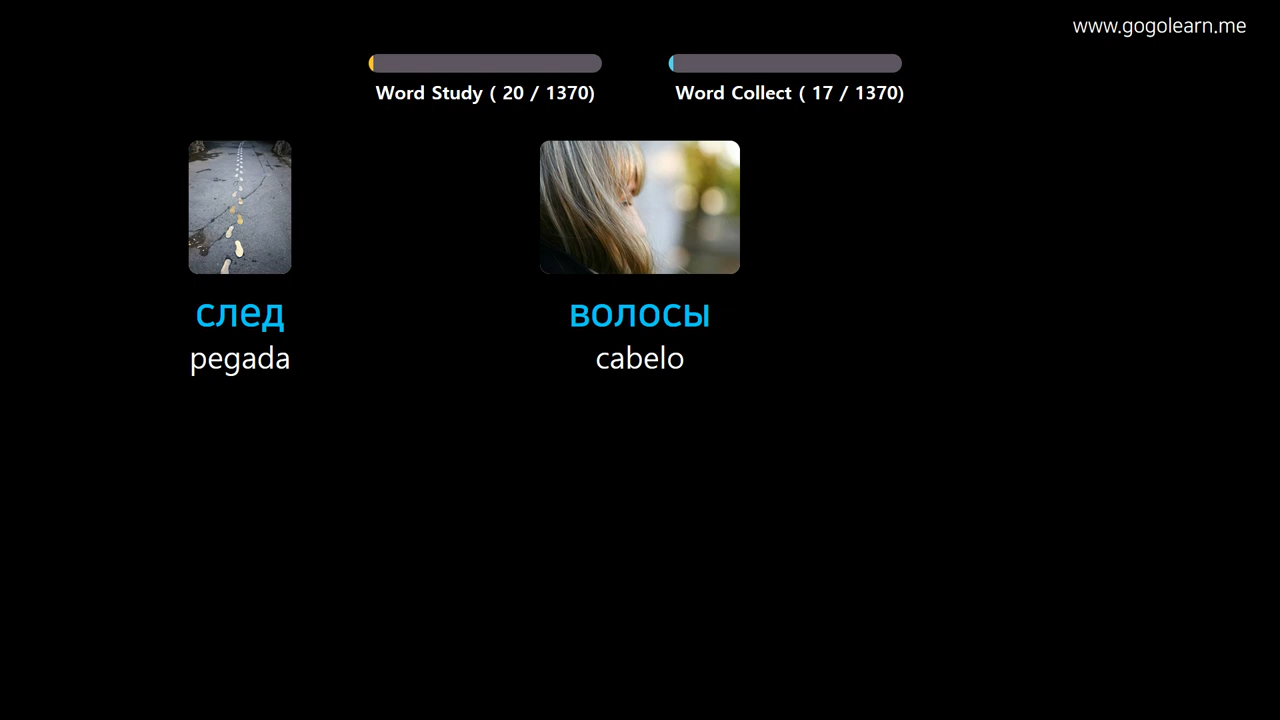 www.gogolearn.me
Word Study ( 20 / 1370)
Word Collect ( 17 / 1370)
след
pegada
волосы
cabelo